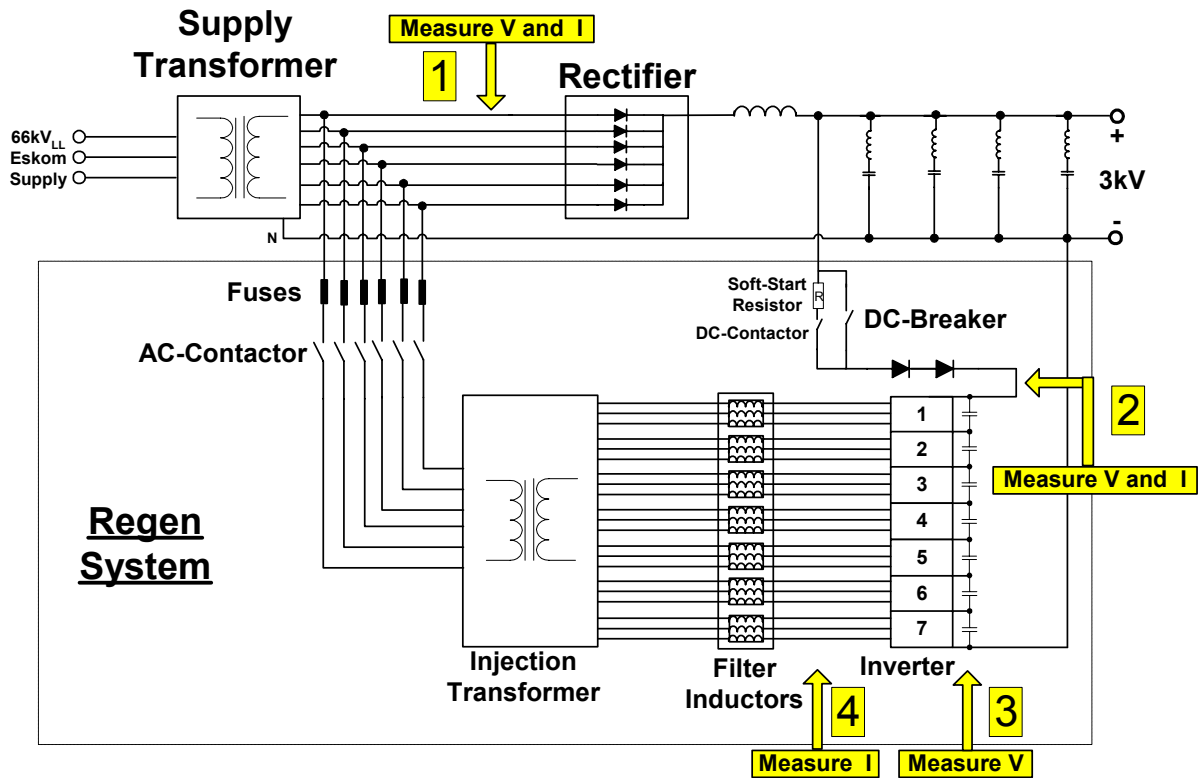 Supply
Transformer
Measure V and I
1
Rectifier
66kVLL
Eskom
Supply
N
+
3kV
-
Fuses
AC-Contactor
Soft-Start
Resistor
R
DC-Contactor
DC-Breaker
2
Measure V and I
1
2
3
4
5
6
7
Regen
System
Injection
Transformer
Filter
Inductors
Inverter
4
3
Measure I
Measure V